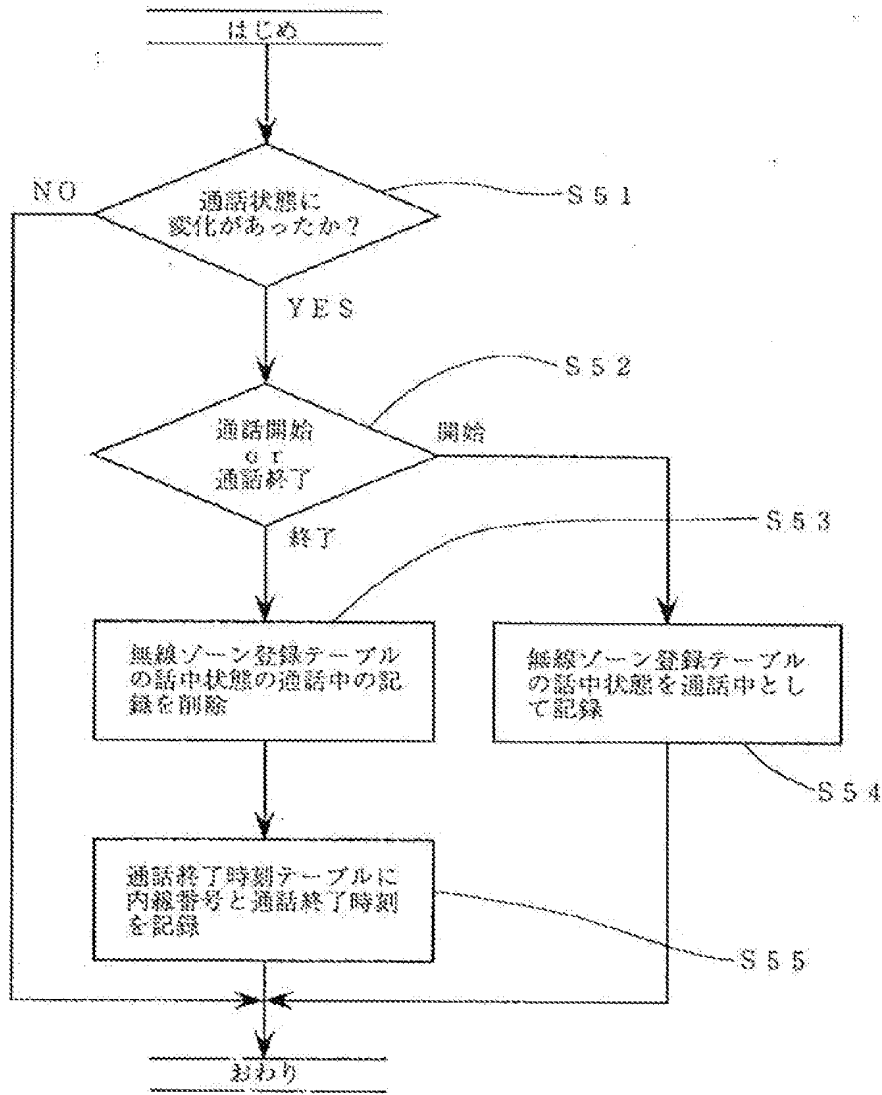 はじめ
NO
通話状態に
変化があったか？
S51
YES
S52
通話開始
or
通話終了
開始
終了
S53
無線ゾーン登録テーブル
の話中状態の通話中の記
録を削除
無線ゾーン登録テーブル
の話中状態を通話中とし
て記録
S54
通話終了時刻テーブルに
内線番号と通話終了時刻
を記録
S55
おわり